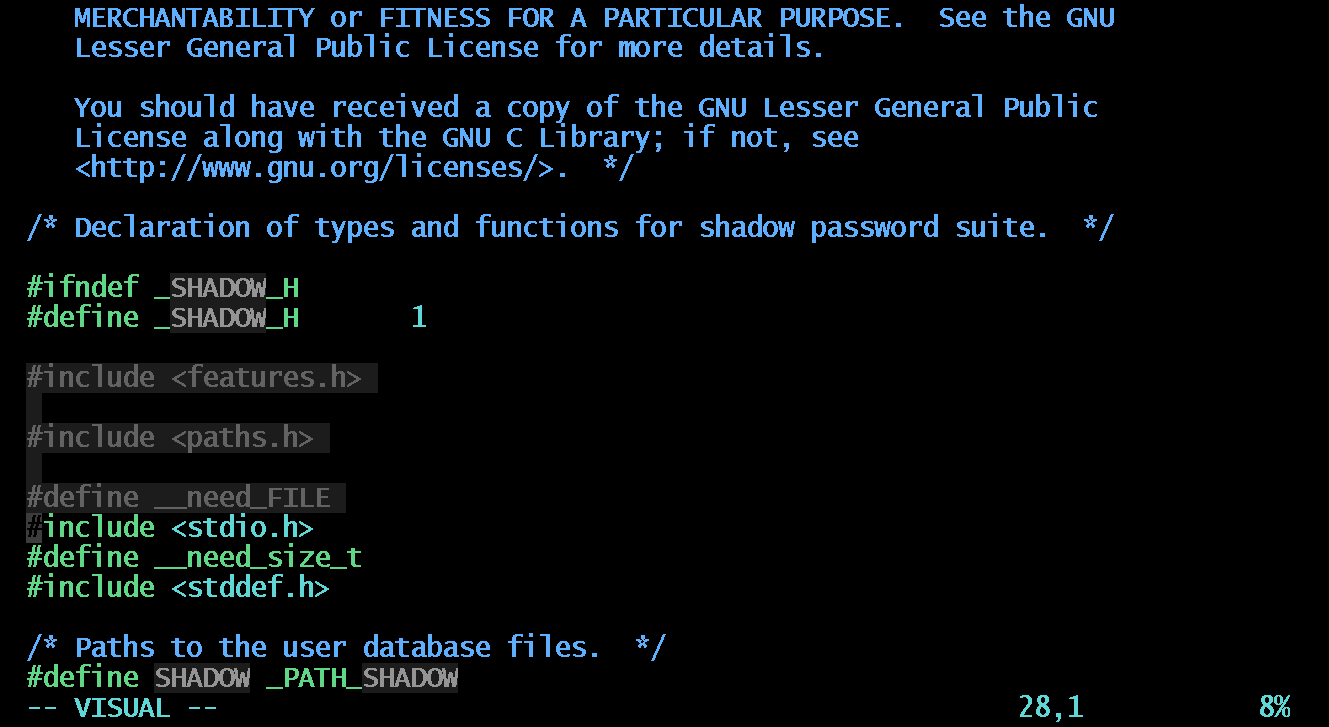 MERCHANTABILITY or FITNESS FOR A PARTICULAR PURPOSE.  See the GNU
Lesser General Public License for more details.
You should have received a copy of the GNU Lesser General Public
License along with the GNU C Library; if not, see
<http://www.gnu.org/licenses/>.  */
/* Declaration of types and functions for shadow password suite.  */
#ifndef _SHADOW_H
#define _SHADOW_H       1
#include <features.h>
#include <paths.h>
#define __need_FILE
#include <stdio.h>
#define __need_size_t
#include <stddef.h>
/* Paths to the user database files.  */
#define SHADOW _PATH_SHADOW
-- VISUAL --                                                  28,1           8%